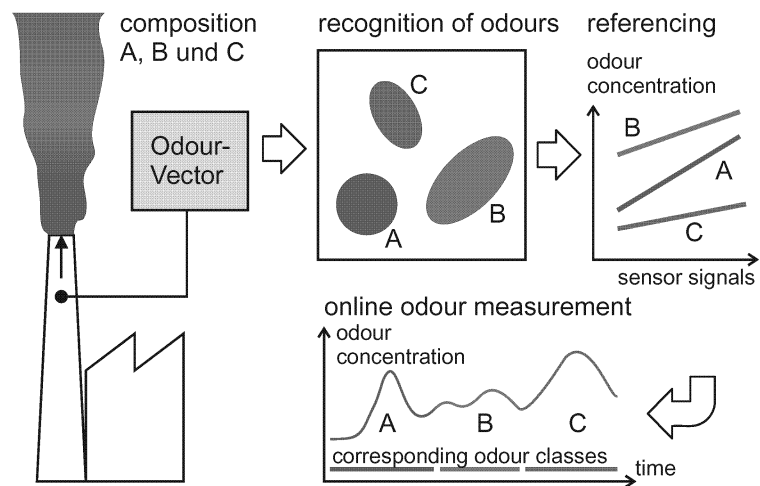 composition
A, B und C
Odour-
Vector
recognition of odours
C
B
A
referencing
odour
concentration
B
A
C
sensor signals
online odour measurement
odour
concentration
A
B
C
corresponding odour classes
time